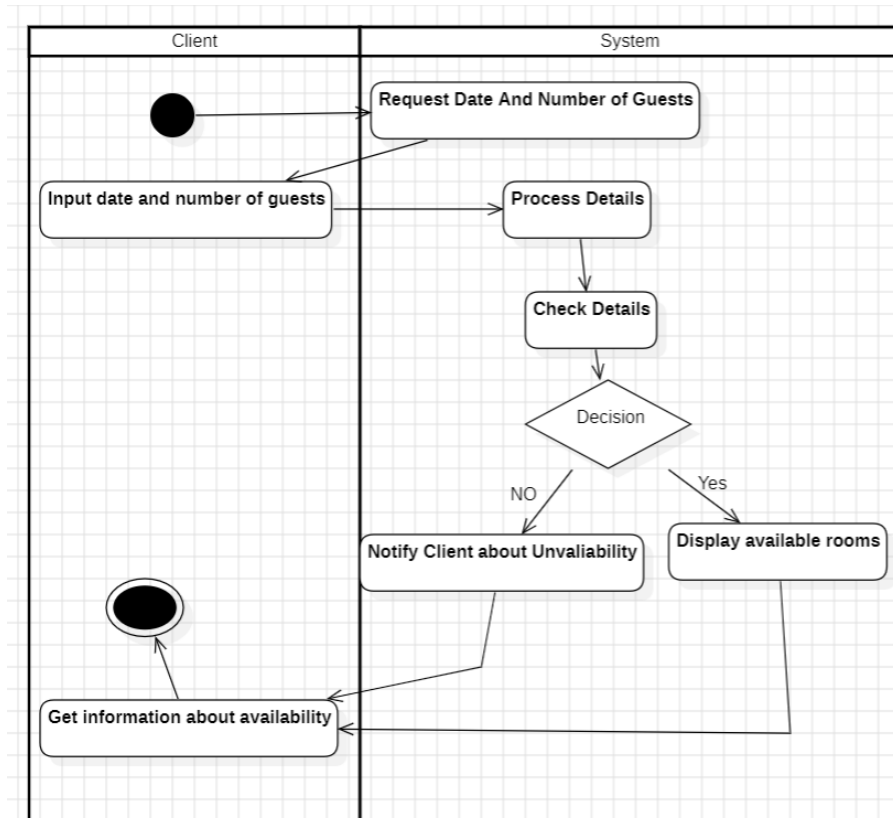 Client
System
Request Date And Number of Guests
Input date and number of guests
Process Details
Check Details
Decision
NO
Yes
Notify Client about Unvaliability
Display available rooms
Get information about availability